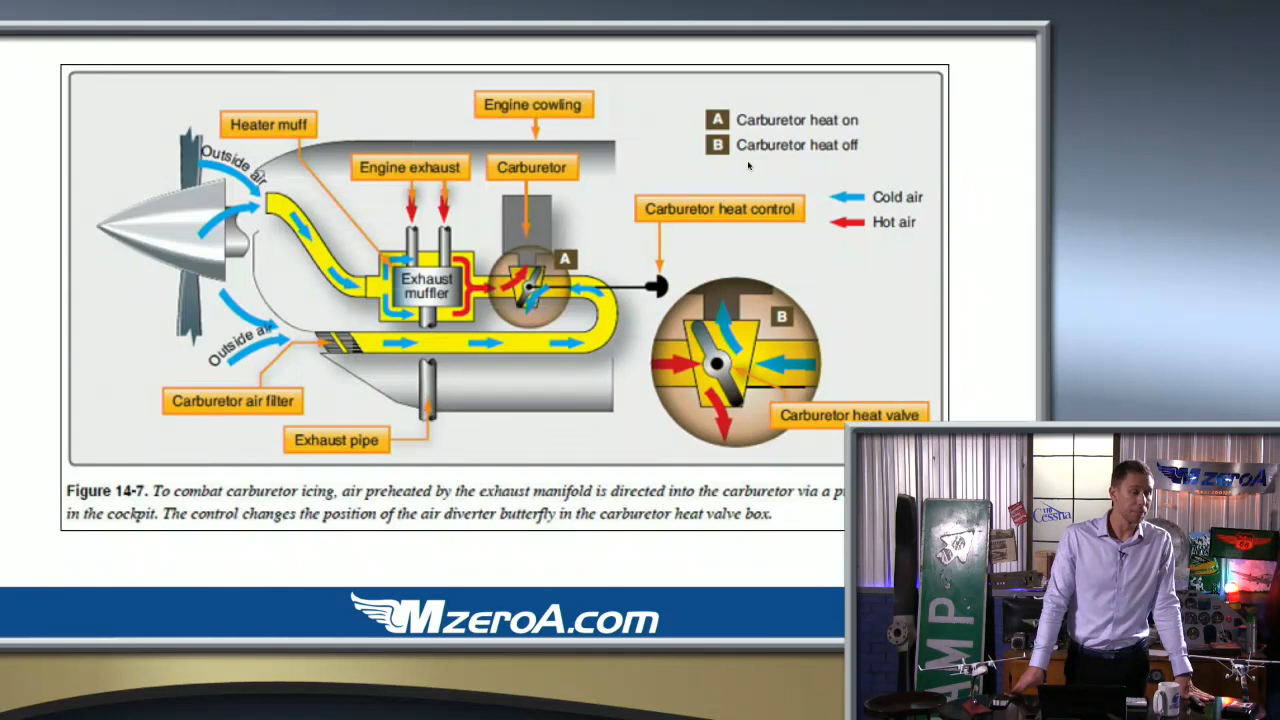 Engine cowling
Heater muff
A Carburetor heat on
B Carburetor heat off
Outside air
Engine exhaust
Carburetor
Carburetor heat control
Cold air
Hot air
A
Exhaust muffler
B
Outside air
Carburetor air filter
Carburetor heat valve
Exhaust pipe
Figure 14-7. To combat carburetor icing, air preheated by the exhaust manifold is directed into the carburetor via a
in the cockpit. The control changes the position of the air diverter butterfly in the carburetor heat valve box.
MzeroA.com
MzeroA
Cessna
AMP